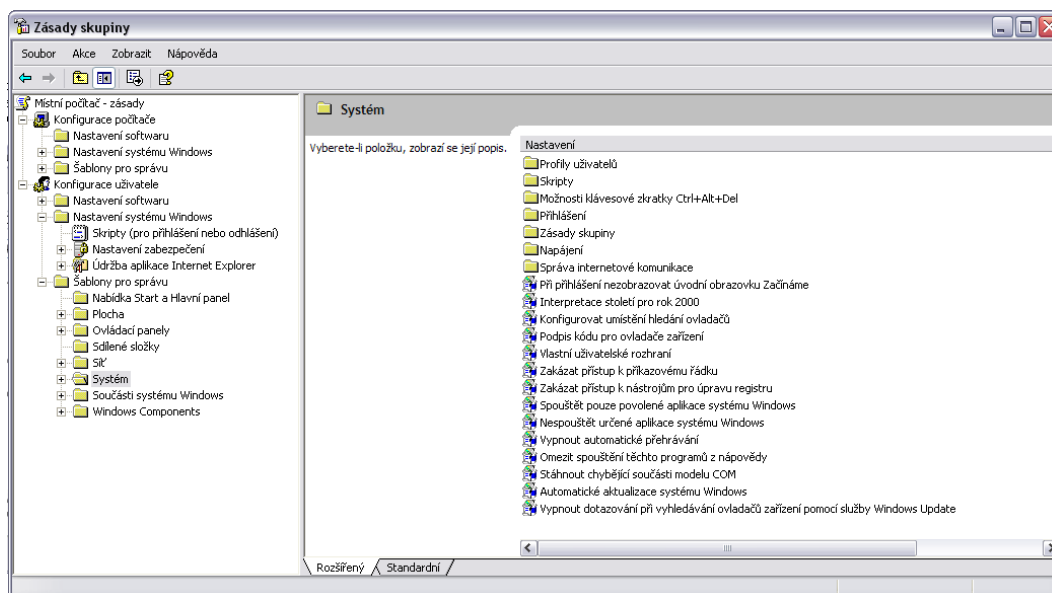 Zásady skupiny
Soubor Akce Zobrazit Nápověda
Místní počítač - zásady
Konfigurace počítače
Nastavení softwaru
Nastavení systému Windows
Šablony pro správu
Konfigurace uživatele
Nastavení softwaru
Nastavení systému Windows
Skripty (pro přihlášení nebo odhlášení)
Nastavení zabezpečení
Údržba aplikace Internet Explorer
Šablony pro správu
Nabídka Start a Hlavní panel
Plocha
Ovládací panely
Sdílené složky
Síť
Systém
Součásti systému Windows
Windows Components
Systém
Vyberete-li položku, zobrazí se její popis.
Nastavení
Profily uživatelů
Skripty
Možnosti klávesové zkratky Ctrl+Alt+Del
Přihlášení
Zásady skupiny
Napájení
Správa internetové komunikace
Při přihlášení nezobrazovat úvodní obrazovku Začínáme
Interpretace století pro rok 2000
Konfigurovat umístění hledání ovladačů
Podpis kódu pro ovladače zařízení
Vlastní uživatelské rozhraní
Zakázat přístup k příkazovému řádku
Zakázat přístup k nástrojům pro úpravu registru
Spouštět pouze povolené aplikace systému Windows
Nespouštět určené aplikace systému Windows
Vypnout automatické přehrávání
Omezit spouštění těchto programů z nápovědy
Stáhnout chybějící součásti modelu COM
Automatické aktualizace systému Windows
Vypnout dotazování při vyhledávání ovladačů zařízení pomocí služby Windows Update
Rozšířený Standardní